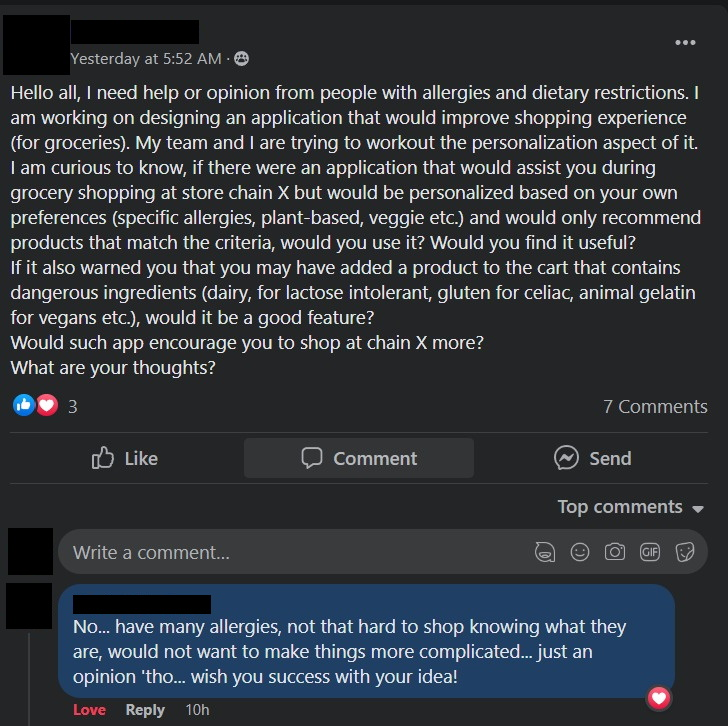 Yesterday at 5:52 AM ·
Hello all, I need help or opinion from people with allergies and dietary restrictions. I
am working on designing an application that would improve shopping experience
(for groceries). My team and I are trying to workout the personalization aspect of it.
I am curious to know, if there were an application that would assist you during
grocery shopping at store chain X but would be personalized based on your own
preferences (specific allergies, plant-based, veggie etc.) and would only recommend
products that match the criteria, would you use it? Would you find it useful?
If it also warned you that you may have added a product to the cart that contains
dangerous ingredients (dairy, for lactose intolerant, gluten for celiac, animal gelatin
for vegans etc.), would it be a good feature?
Would such app encourage you to shop at chain X more?
What are your thoughts?
3 7 Comments
Like Comment Send
Top comments
Write a comment... GIF
No... have many allergies, not that hard to shop knowing what they
are, would not want to make things more complicated... just an
opinion 'tho... wish you success with your idea!
Love Reply 10h